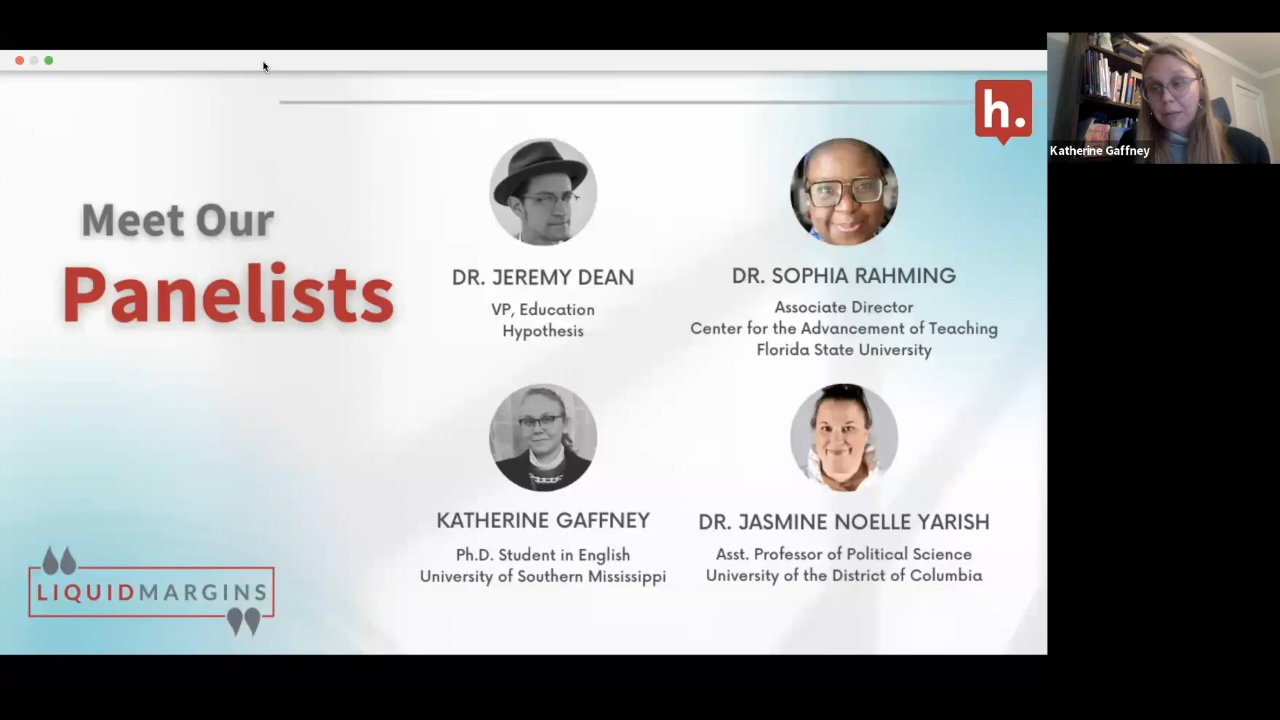 h.
Katherine Gaffney
Meet Our
Panelists
DR. JEREMY DEAN
VP, Education
Hypothesis
DR. SOPHIA RAHMING
Associate Director
Center for the Advancement of Teaching
Florida State University
KATHERINE GAFFNEY
Ph.D. Student in English
University of Southern Mississippi
DR. JASMINE NOELLE YARISH
Asst. Professor of Political Science
University of the District of Columbia
LIQUIDMARGINS